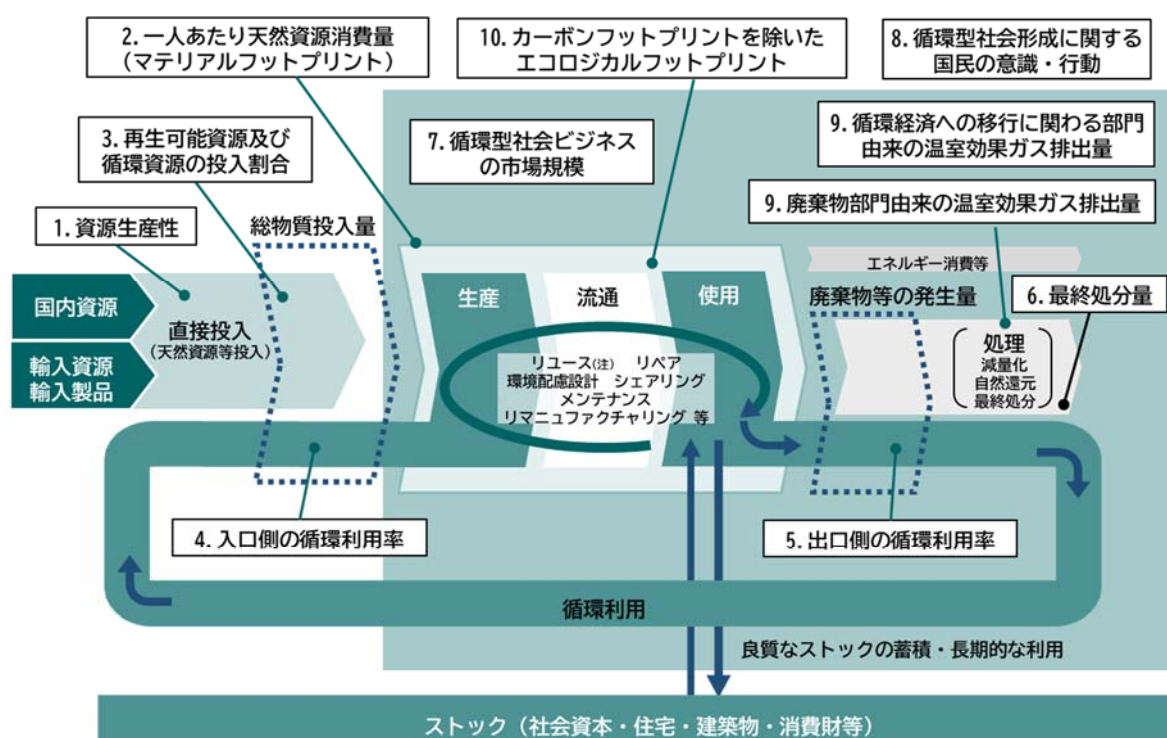 2. 一人あたり天然資源消費量
(マテリアルフットプリント)
10. カーボンフットプリントを除いた
エコロジカルフットプリント
8. 循環型社会形成に関する
国民の意識・行動
3. 再生可能資源及び
循環資源の投入割合
7. 循環型社会ビジネス
の市場規模
9. 循環経済への移行に関わる部門
由来の温室効果ガス排出量
1. 資源生産性
総物質投入量
9. 廃棄物部門由来の温室効果ガス排出量
エネルギー消費等
国内資源
輸入資源
輸入製品
直接投入
(天然資源等投入)
生産
流通
使用
廃棄物等の発生量
6. 最終処分量
処理
減量化
自然還元
最終処分
リユース(注) リペア
環境配慮設計 シェアリング
メンテナンス
リマニュファクチャリング 等
4. 入口側の循環利用率
5. 出口側の循環利用率
循環利用
良質なストックの蓄積・長期的な利用
ストック(社会資本・住宅・建築物・消費財等)